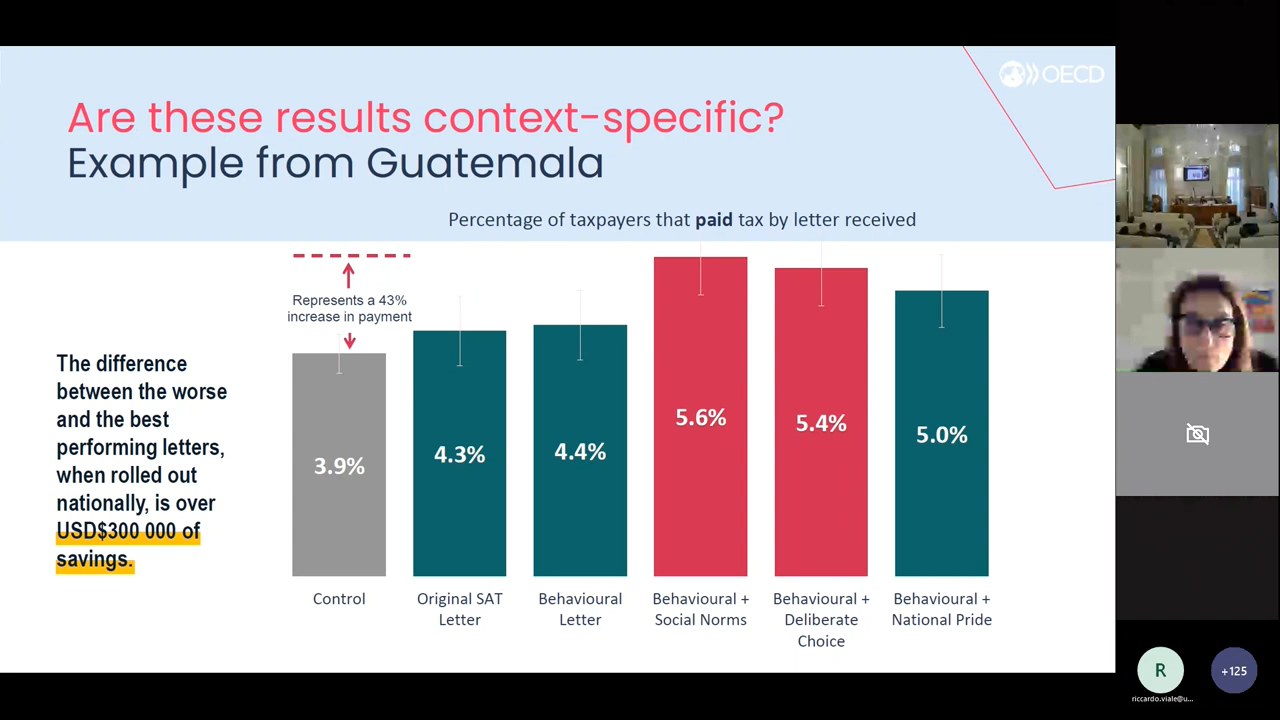 OECD
Are these results context-specific?
Example from Guatemala
Percentage of taxpayers that paid tax by letter received
Represents a 43%
increase in payment
The difference
between the worse
and the best
performing letters,
when rolled out
nationally, is over
USD$300 000 of
savings.
3.9%
4.3%
4.4%
5.6%
5.4%
5.0%
Control
Original SAT
Letter
Behavioural
Letter
Behavioural +
Social Norms
Behavioural +
Deliberate
Choice
Behavioural +
National Pride
R
riccardo.viale@u...
+125